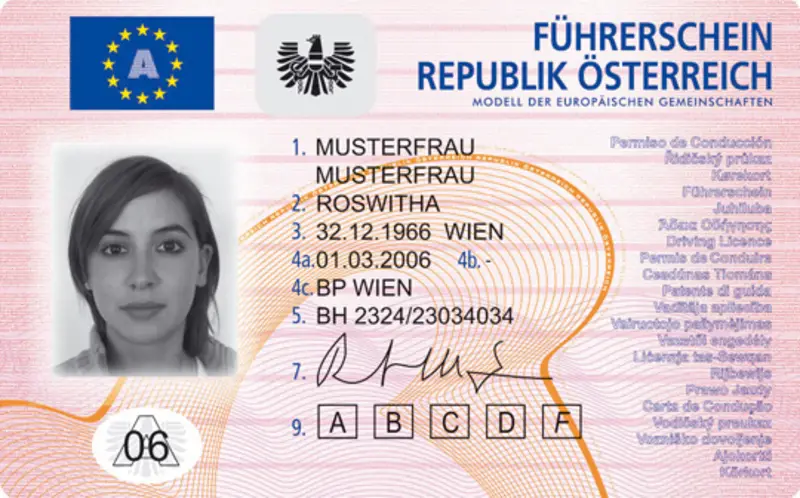 A
FÜHRERSCHEIN
REPUBLIK ÖSTERREICH
MODELL DER EUROPÄISCHEN GEMEINSCHAFTEN
1. MUSTERFRAU
MUSTERFRAU
2. ROSWITHA
3. 32.12.1966 WIEN
4a. 01.03.2006 4b. -
4c. BP WIEN
5. BH 2324/23034034
7.
9. A B C D F
06
Permiso de Conducción
Řidičský průkaz
Kørekort
Führerschein
Juhiluba
Άδεια Οδήγησης
Driving Licence
Permis de Conduire
Ceadúnas Tiomána
Patente di guida
Vadītāja apliecība
Vairuotojo pažymėjimas
Vezetői engedély
Liċenzja tas-Sewqan
Rijbewijs
Prawo Jazdy
Carta de Condução
Vodičský preukaz
Vozniško dovoljenje
Ajokortti
Körkort